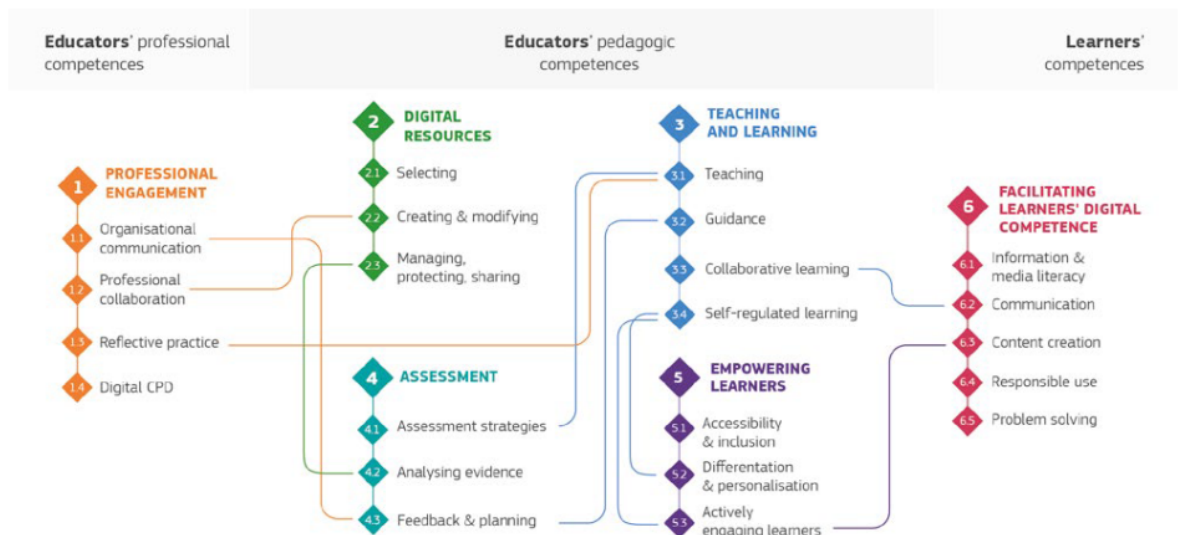 Educators' professional
competences
Educators' pedagogic
competences
Learners'
competences
1
PROFESSIONAL
ENGAGEMENT
1.1
Organisational
communication
1.2
Professional
collaboration
1.3
Reflective practice
1.4
Digital CPD
2
DIGITAL
RESOURCES
2.1
Selecting
2.2
Creating & modifying
2.3
Managing,
protecting, sharing
3
TEACHING
AND LEARNING
3.1
Teaching
3.2
Guidance
3.3
Collaborative learning
3.4
Self-regulated learning
4
ASSESSMENT
4.1
Assessment strategies
4.2
Analysing evidence
4.3
Feedback & planning
5
EMPOWERING
LEARNERS
5.1
Accessibility
& inclusion
5.2
Differentation
& personalisation
5.3
Actively
engaging learners
6
FACILITATING
LEARNERS' DIGITAL
COMPETENCE
6.1
Information &
media literacy
6.2
Communication
6.3
Content creation
6.4
Responsible use
6.5
Problem solving